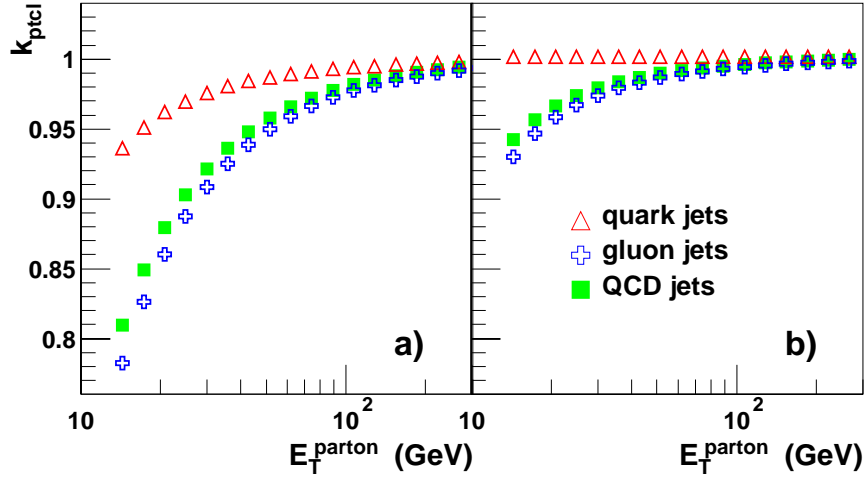 k_ptcl
1
0.95
0.9
0.85
0.8
quark jets
gluon jets
QCD jets
a)
b)
10
10^2
10
10^2
E_T^parton (GeV)
E_T^parton (GeV)